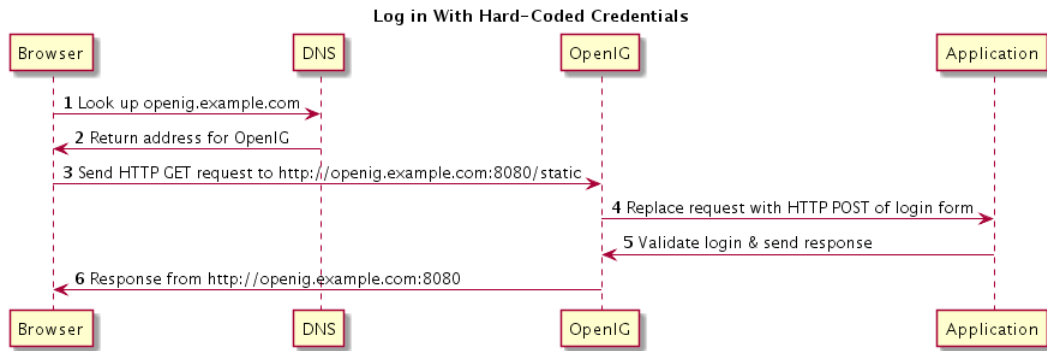 Log in With Hard-Coded Credentials
Browser DNS OpenIG Application
1 Look up openig.example.com
2 Return address for OpenIG
3 Send HTTP GET request to http://openig.example.com:8080/static
4 Replace request with HTTP POST of login form
5 Validate login & send response
6 Response from http://openig.example.com:8080
Browser DNS OpenIG Application